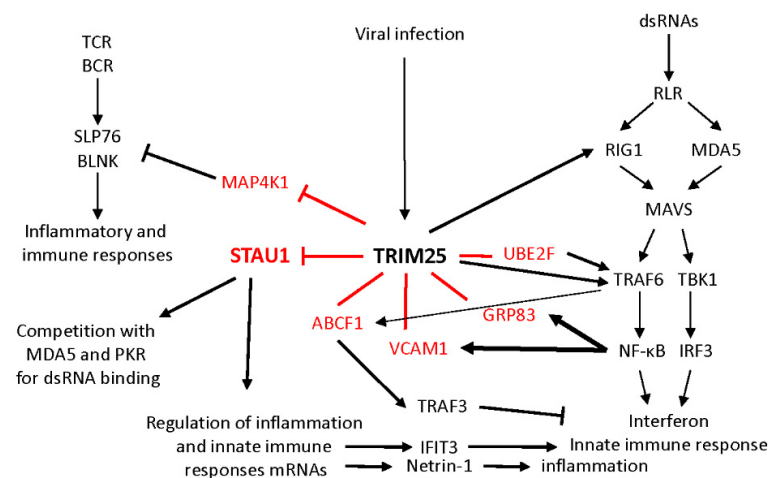 TCR
BCR
Viral infection
dsRNAs
RLR
SLP76
BLNK
RIG1
MDA5
MAP4K1
MAVS
Inflammatory and
immune responses
STAU1
TRIM25
UBE2F
TRAF6
TBK1
ABCF1
GRP83
VCAM1
Competition with
MDA5 and PKR
for dsRNA binding
NF-κB
IRF3
TRAF3
Regulation of inflammation
and innate immune
responses mRNAs
IFIT3
Netrin-1
Interferon
Innate immune response
inflammation